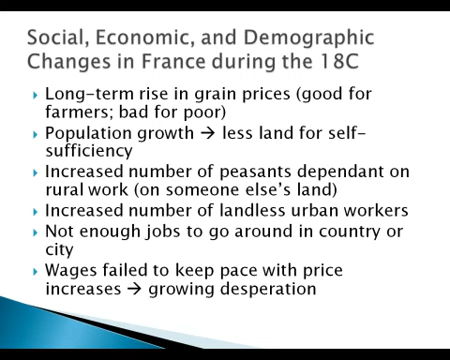 Social, Economic, and Demographic
Changes in France during the 18C
Long-term rise in grain prices (good for
farmers; bad for poor)
Population growth → less land for self-
sufficiency
Increased number of peasants dependant on
rural work (on someone else's land)
Increased number of landless urban workers
Not enough jobs to go around in country or
city
Wages failed to keep pace with price
increases → growing desperation